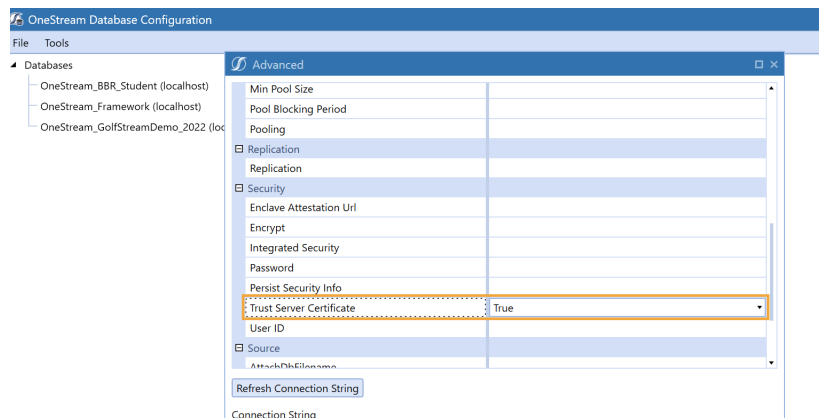 OneStream Database Configuration
File Tools
Databases
OneStream_BBR_Student (localhost)
OneStream_Framework (localhost)
OneStream_GolfStreamDemo_2022 (loc
Advanced
Min Pool Size
Pool Blocking Period
Pooling
Replication
Replication
Security
Enclave Attestation Url
Encrypt
Integrated Security
Password
Persist Security Info
Trust Server Certificate True
User ID
Source
AttachDbFilename
Refresh Connection String
Connection String